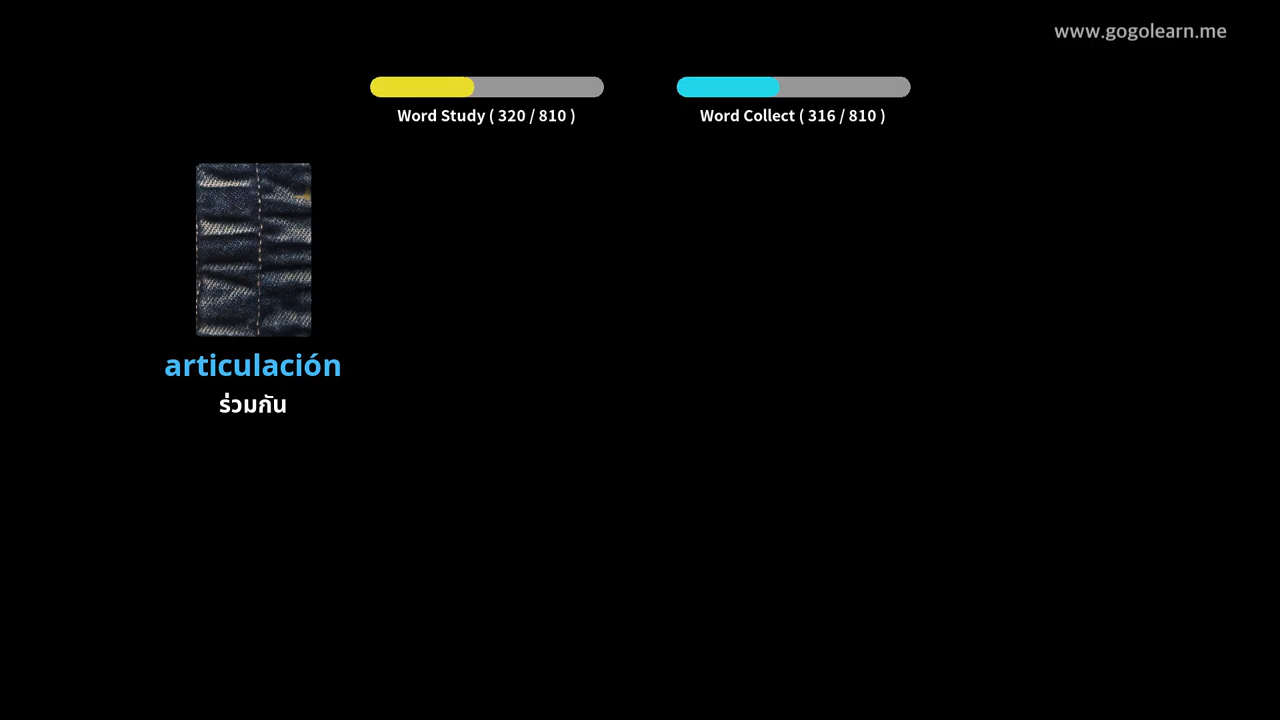 www.gogolearn.me
Word Study ( 320 / 810 )
Word Collect ( 316 / 810 )
articulación
ร่วมกัน